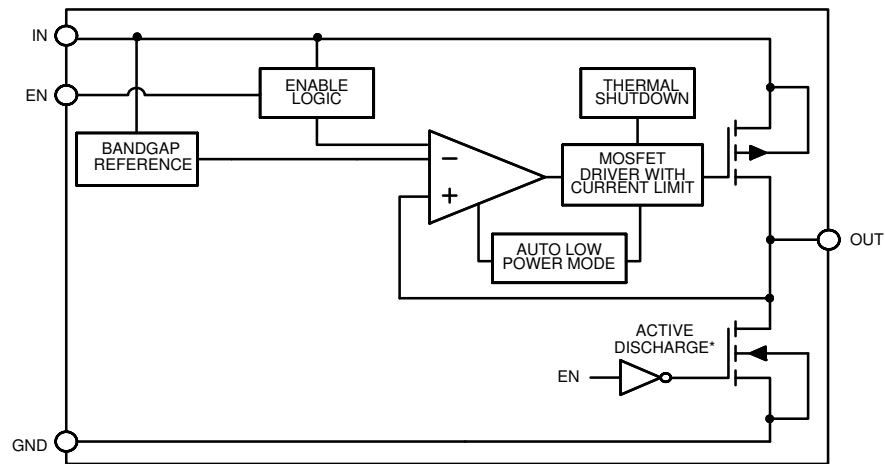 IN
EN
ENABLE
LOGIC
THERMAL
SHUTDOWN
BANDGAP
REFERENCE
−
+
MOSFET
DRIVER WITH
CURRENT LIMIT
AUTO LOW
POWER MODE
OUT
ACTIVE
DISCHARGE*
EN
GND